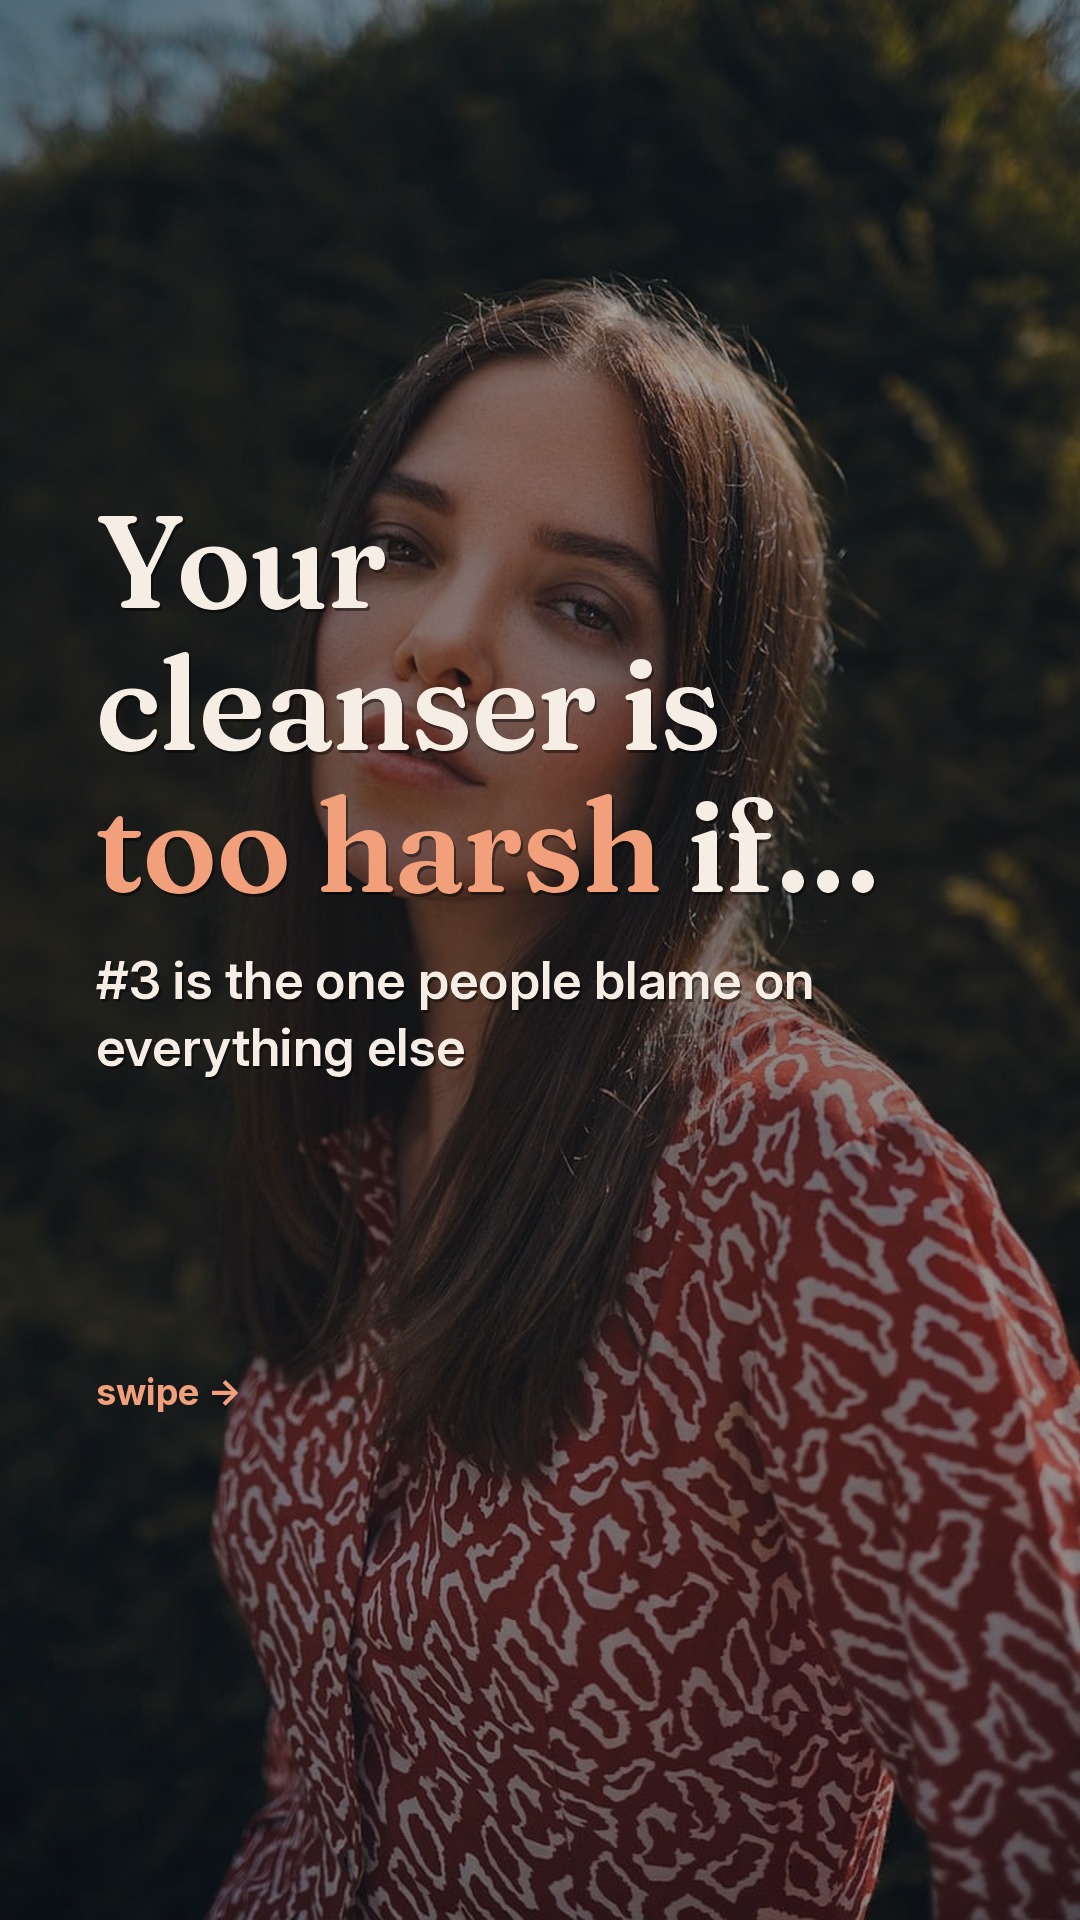 Your
cleanser is
too harsh if...
#3 is the one people blame on
everything else
swipe →